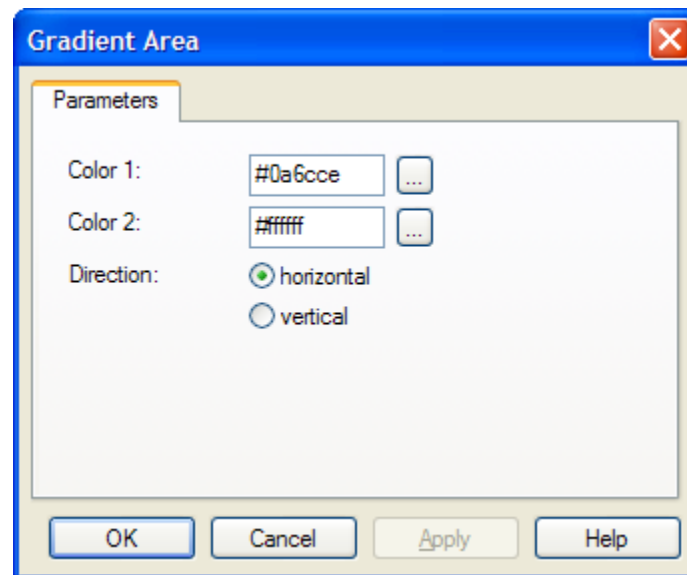 Gradient Area
Parameters
Color 1: #0a6cce ...
Color 2: #ffffff ...
Direction: horizontal
vertical
OK Cancel Apply Help